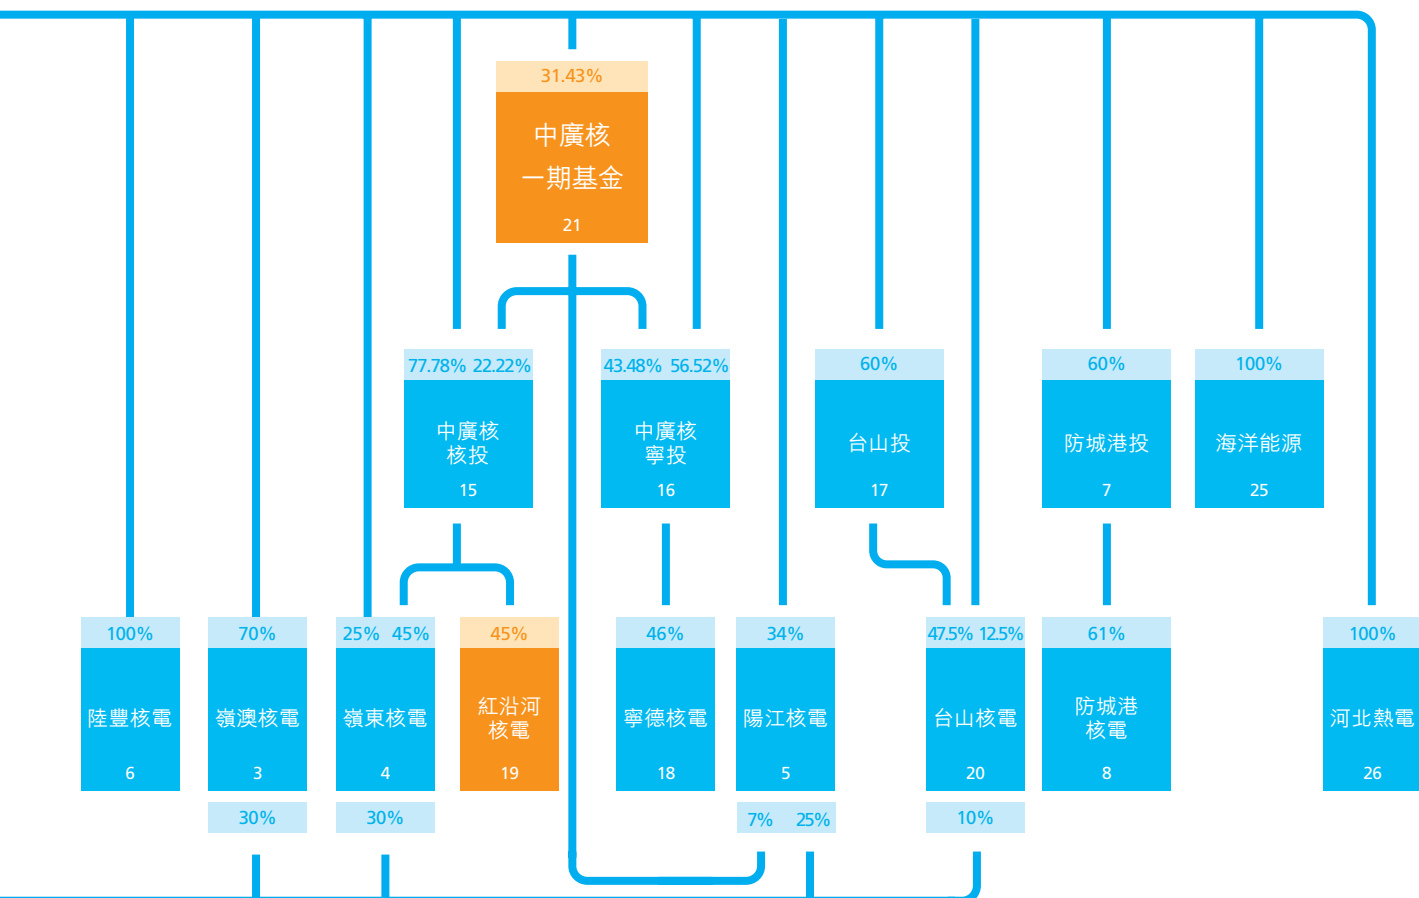 31.43%
中廣核
一期基金
21
77.78% 22.22%
中廣核
核投
15
43.48% 56.52%
中廣核
寧投
16
60%
台山投
17
60%
防城港投
7
100%
海洋能源
25
100%
陸豐核電
6
70%
嶺澳核電
3
30%
25% 45%
嶺東核電
4
30%
45%
紅沿河
核電
19
46%
寧德核電
18
34%
陽江核電
5
7% 25%
47.5% 12.5%
台山核電
20
10%
61%
防城港
核電
8
100%
河北熱電
26